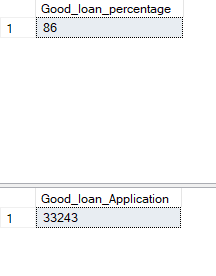 Good_loan_percentage
1 86
Good_loan_Application
1 33243